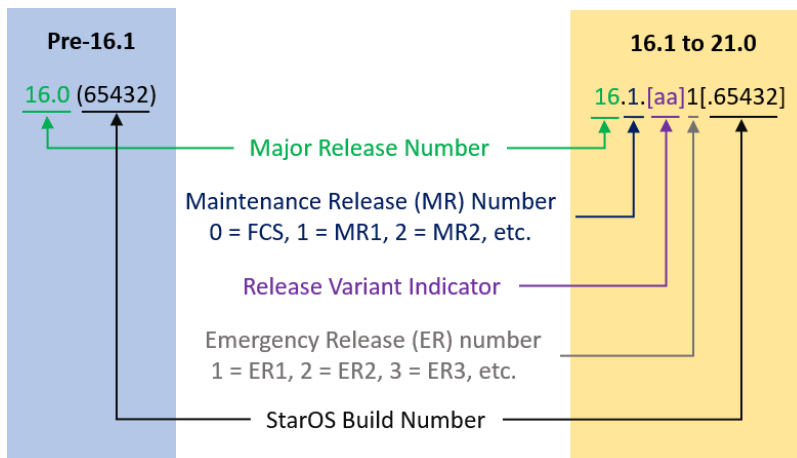 Pre-16.1
16.1 to 21.0
16.0 (65432)
16.1.[aa]1[.65432]
Major Release Number
Maintenance Release (MR) Number
0 = FCS, 1 = MR1, 2 = MR2, etc.
Release Variant Indicator
Emergency Release (ER) number
1 = ER1, 2 = ER2, 3 = ER3, etc.
StarOS Build Number